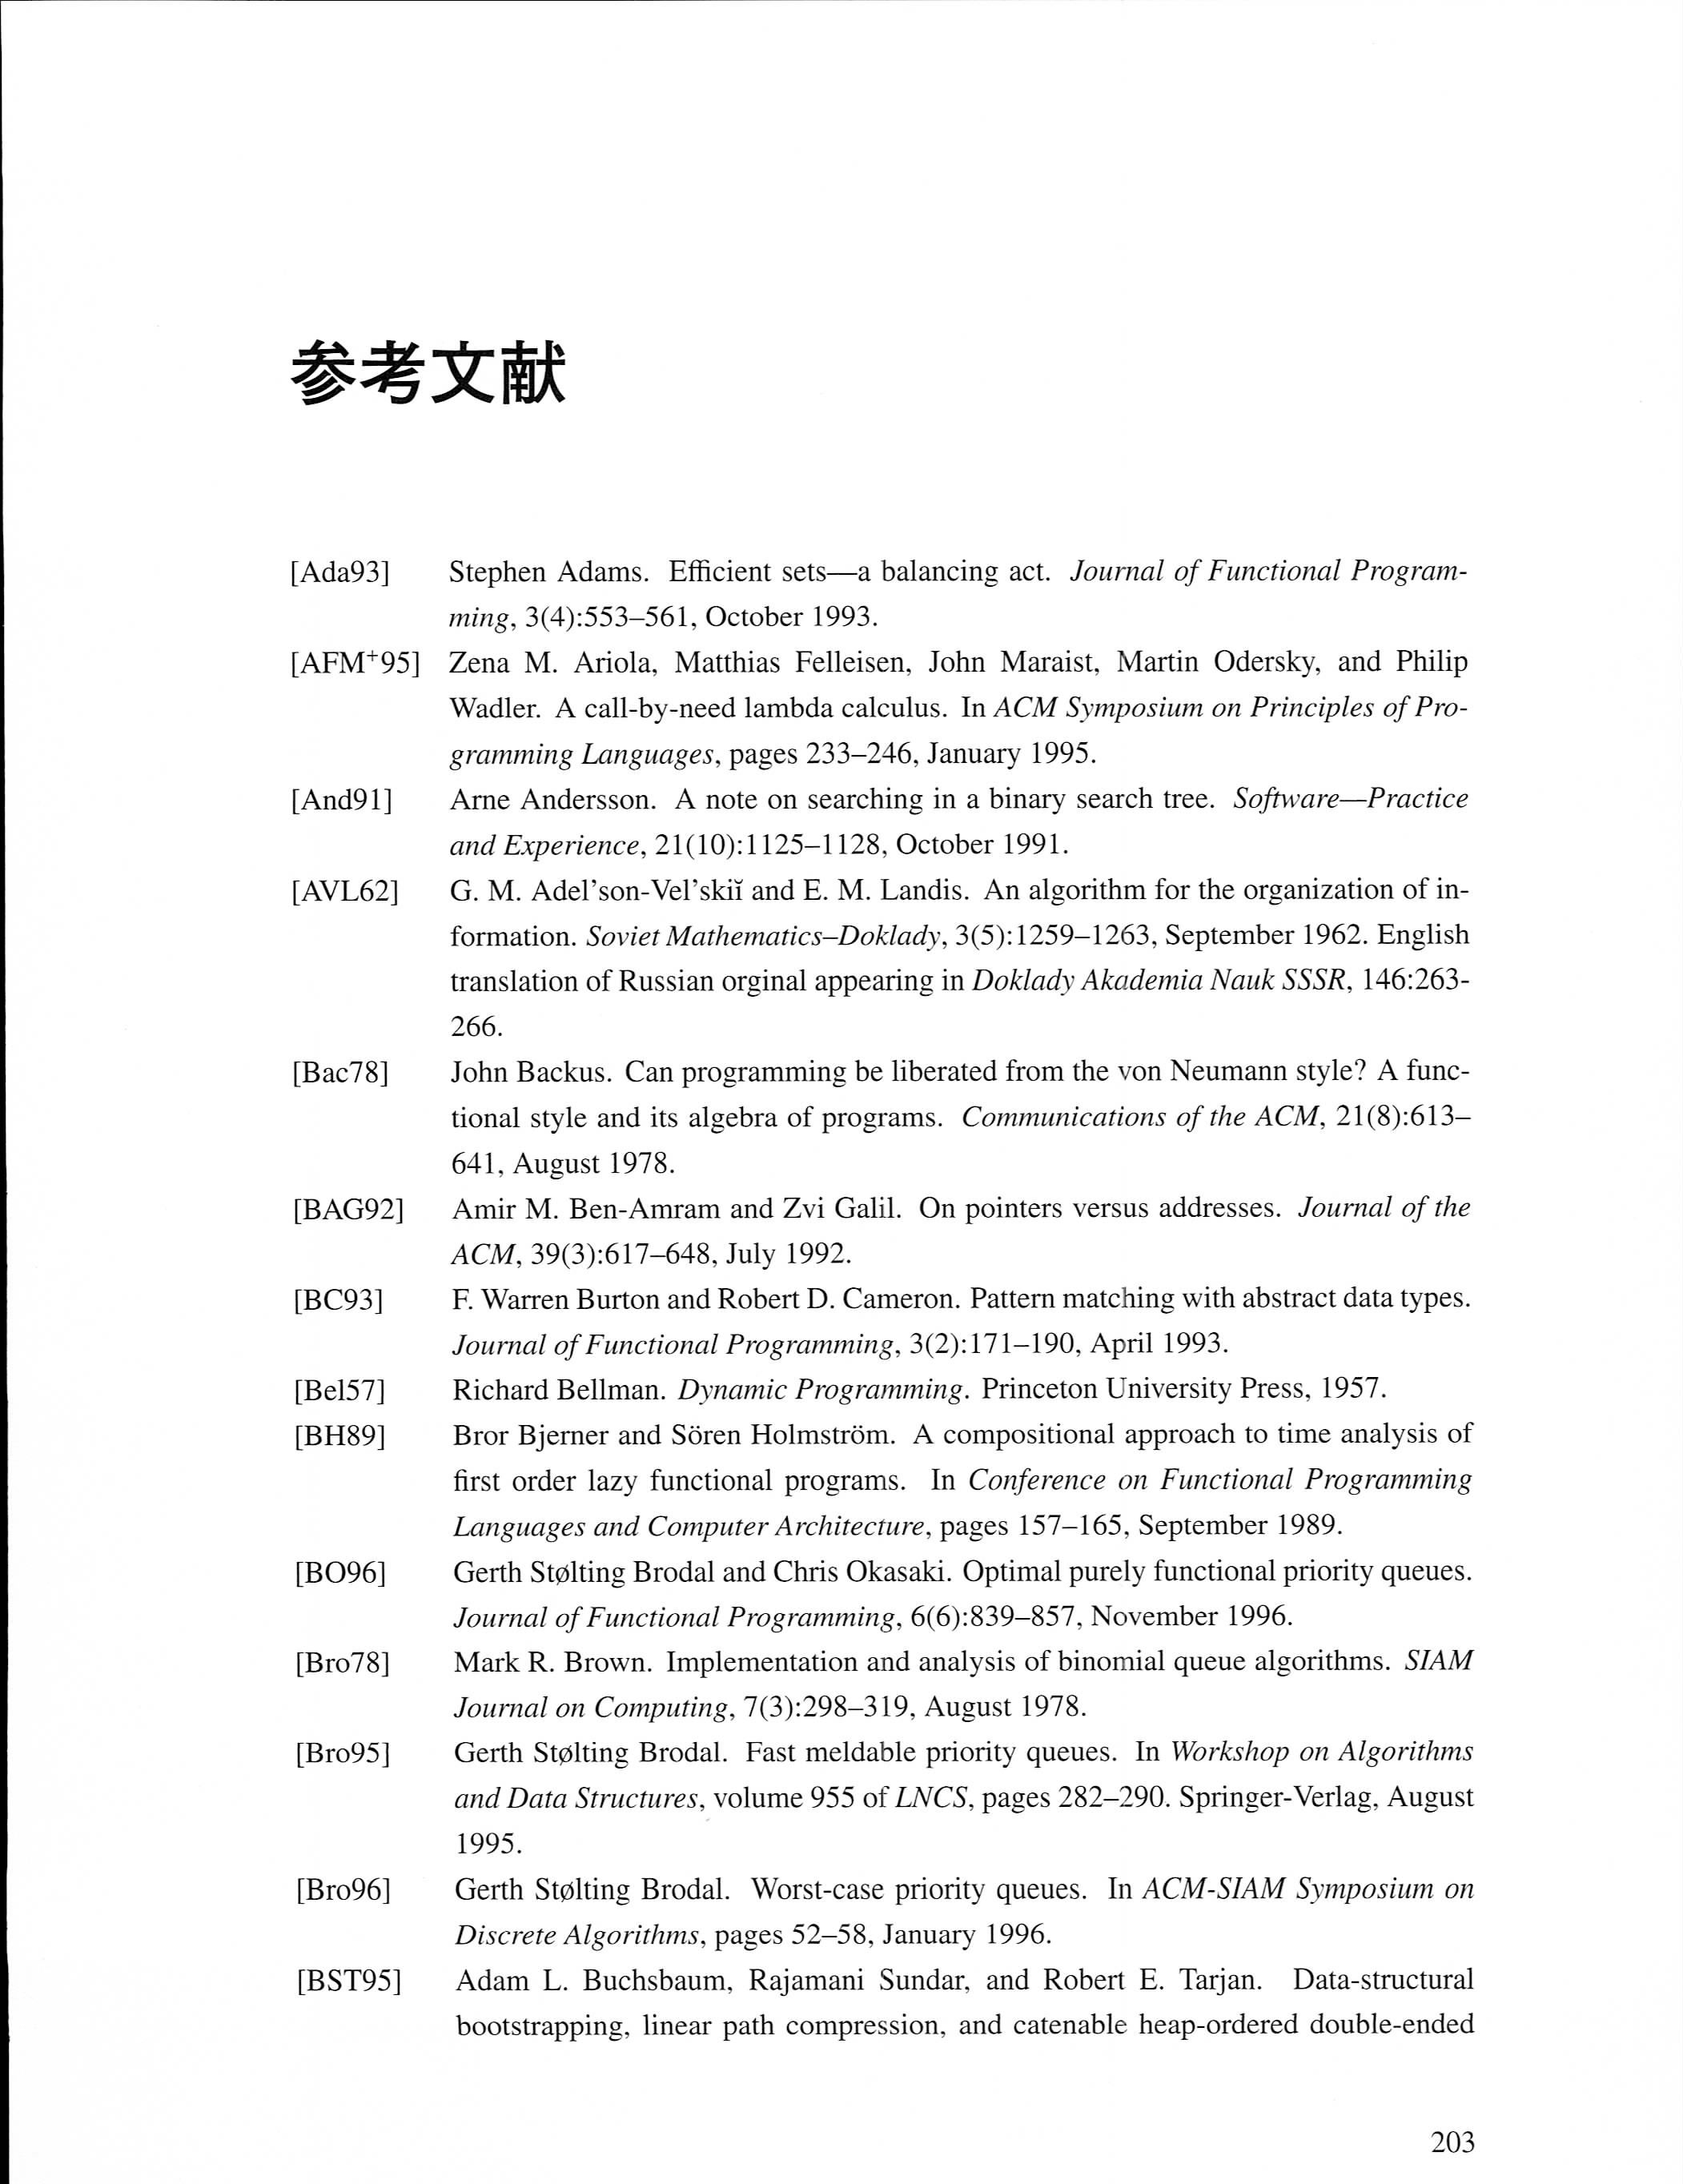 参考文献
[Ada93] Stephen Adams. Efficient sets—a balancing act. Journal of Functional Program-
ming, 3(4):553–561, October 1993.
[AFM+95] Zena M. Ariola, Matthias Felleisen, John Maraist, Martin Odersky, and Philip
Wadler. A call-by-need lambda calculus. In ACM Symposium on Principles of Pro-
gramming Languages, pages 233–246, January 1995.
[And91] Arne Andersson. A note on searching in a binary search tree. Software—Practice
and Experience, 21(10):1125–1128, October 1991.
[AVL62] G. M. Adel’son-Vel’skiĭ and E. M. Landis. An algorithm for the organization of in-
formation. Soviet Mathematics–Doklady, 3(5):1259–1263, September 1962. English
translation of Russian orginal appearing in Doklady Akademia Nauk SSSR, 146:263-
266.
[Bac78] John Backus. Can programming be liberated from the von Neumann style? A func-
tional style and its algebra of programs. Communications of the ACM, 21(8):613–
641, August 1978.
[BAG92] Amir M. Ben-Amram and Zvi Galil. On pointers versus addresses. Journal of the
ACM, 39(3):617–648, July 1992.
[BC93] F. Warren Burton and Robert D. Cameron. Pattern matching with abstract data types.
Journal of Functional Programming, 3(2):171–190, April 1993.
[Bel57] Richard Bellman. Dynamic Programming. Princeton University Press, 1957.
[BH89] Bror Bjerner and Sören Holmström. A compositional approach to time analysis of
first order lazy functional programs. In Conference on Functional Programming
Languages and Computer Architecture, pages 157–165, September 1989.
[BO96] Gerth Stølting Brodal and Chris Okasaki. Optimal purely functional priority queues.
Journal of Functional Programming, 6(6):839–857, November 1996.
[Bro78] Mark R. Brown. Implementation and analysis of binomial queue algorithms. SIAM
Journal on Computing, 7(3):298–319, August 1978.
[Bro95] Gerth Stølting Brodal. Fast meldable priority queues. In Workshop on Algorithms
and Data Structures, volume 955 of LNCS, pages 282–290. Springer-Verlag, August
1995.
[Bro96] Gerth Stølting Brodal. Worst-case priority queues. In ACM-SIAM Symposium on
Discrete Algorithms, pages 52–58, January 1996.
[BST95] Adam L. Buchsbaum, Rajamani Sundar, and Robert E. Tarjan. Data-structural
bootstrapping, linear path compression, and catenable heap-ordered double-ended
203